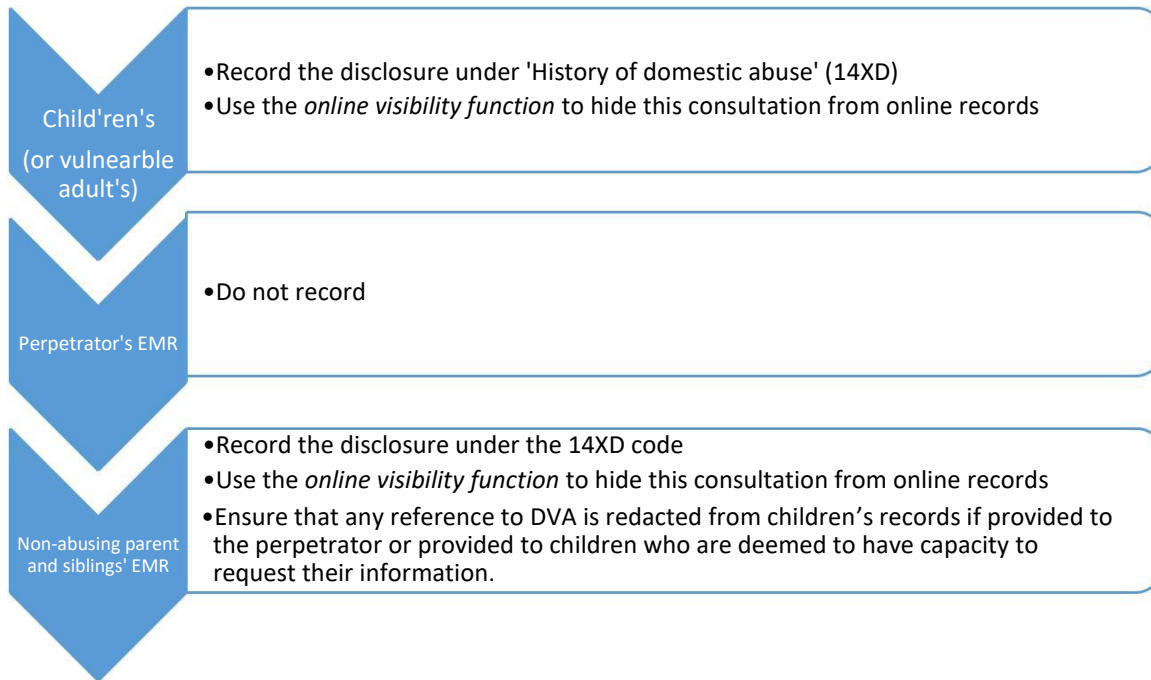 Child'ren's
(or vulnearble
adult's)
•Record the disclosure under 'History of domestic abuse' (14XD)
•Use the online visibility function to hide this consultation from online records
Perpetrator's EMR
•Do not record
Non-abusing parent
and siblings' EMR
•Record the disclosure under the 14XD code
•Use the online visibility function to hide this consultation from online records
•Ensure that any reference to DVA is redacted from children’s records if provided to
the perpetrator or provided to children who are deemed to have capacity to
request their information.